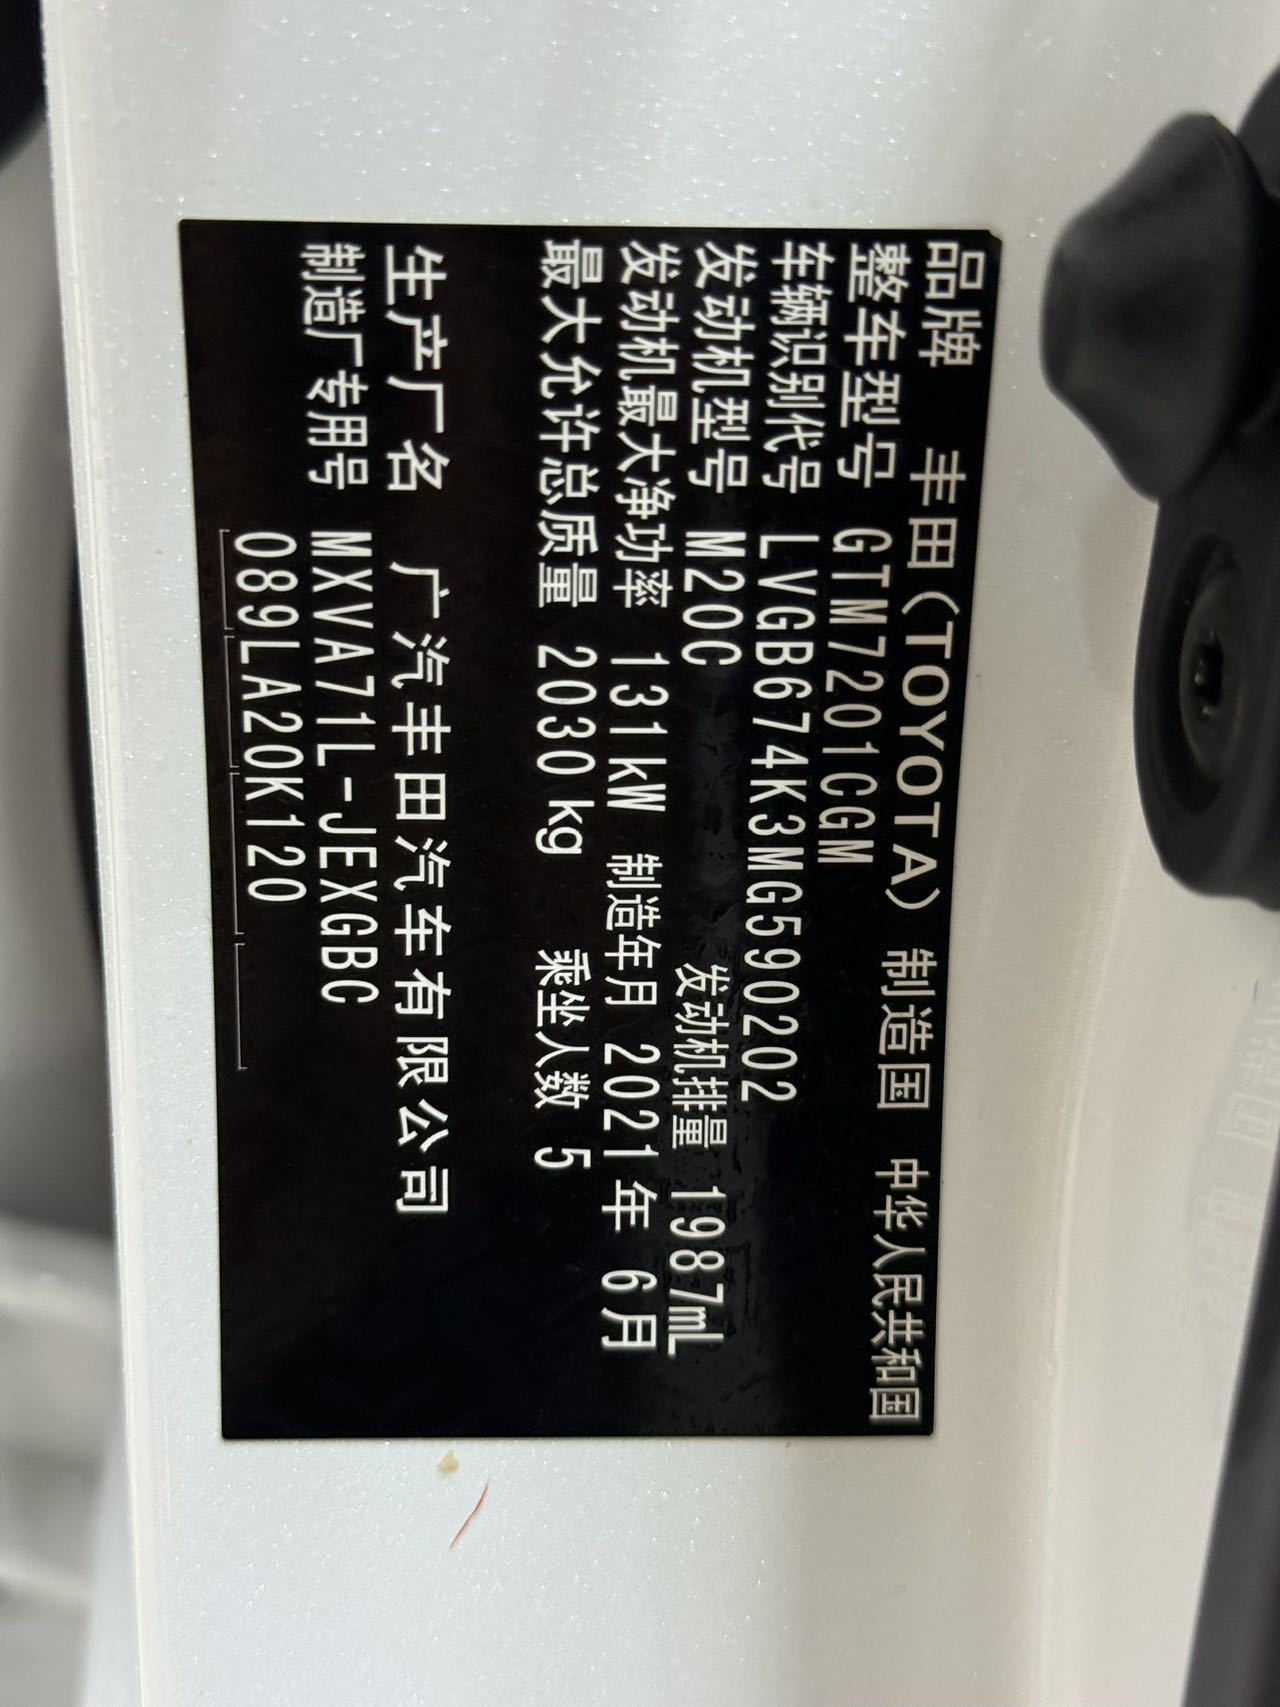 品牌 丰田(TOYOTA) 制造国 中华人民共和国
整车型号 GTM7201CGM
车辆识别代号 LVGB674K3MG590202
发动机型号 M20C 发动机排量 1987mL
发动机最大净功率 131kW 制造年月 2021年 6月
最大允许总质量 2030 kg 乘坐人数 5
生产厂名 广汽丰田汽车有限公司
制造厂专用号 MXVA71L-JEXGBC
089LA20K120